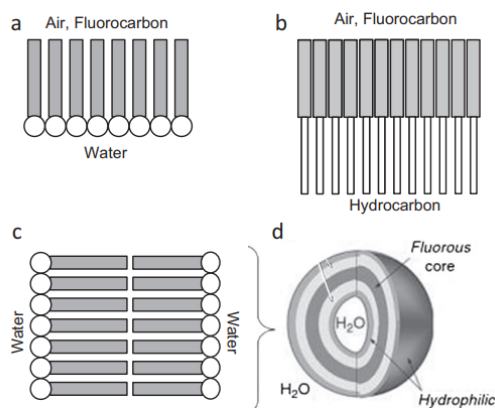 a
Air, Fluorocarbon
Water
b
Air, Fluorocarbon
Hydrocarbon
c
Water
Water
d
Fluorous
core
H2O
H2O
Hydrophilic